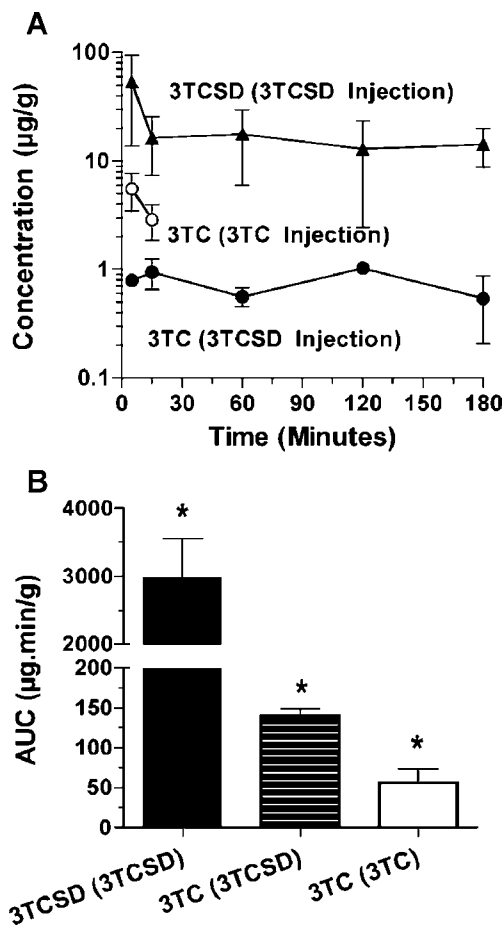 A
Concentration (µg/g)
100
10
1
0.1
3TCSD (3TCSD Injection)
3TC (3TC Injection)
3TC (3TCSD Injection)
0 30 60 90 120 150 180
Time (Minutes)
B
AUC (µg.min/g)
4000
3000
2000
200
150
100
50
0
*
*
*
3TCSD (3TCSD)
3TC (3TCSD)
3TC (3TC)